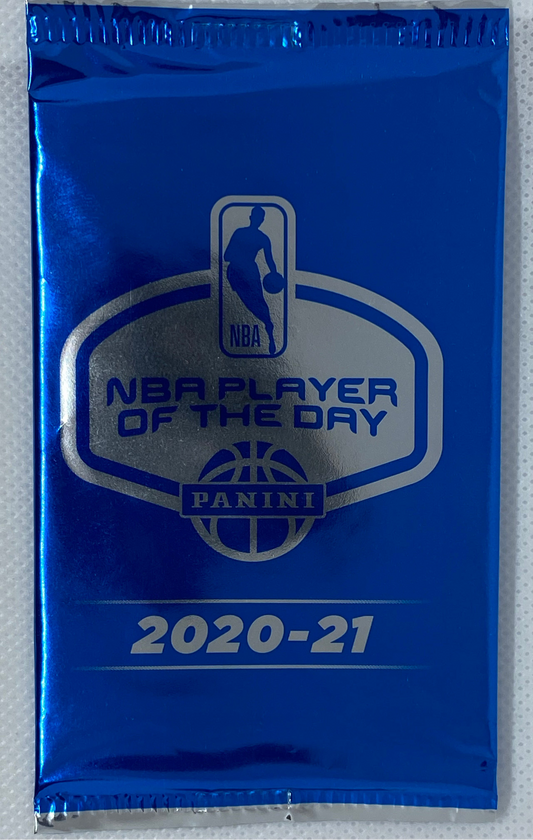 NBA
NBA PLAYER
OF THE DAY
PANINI
2020-21